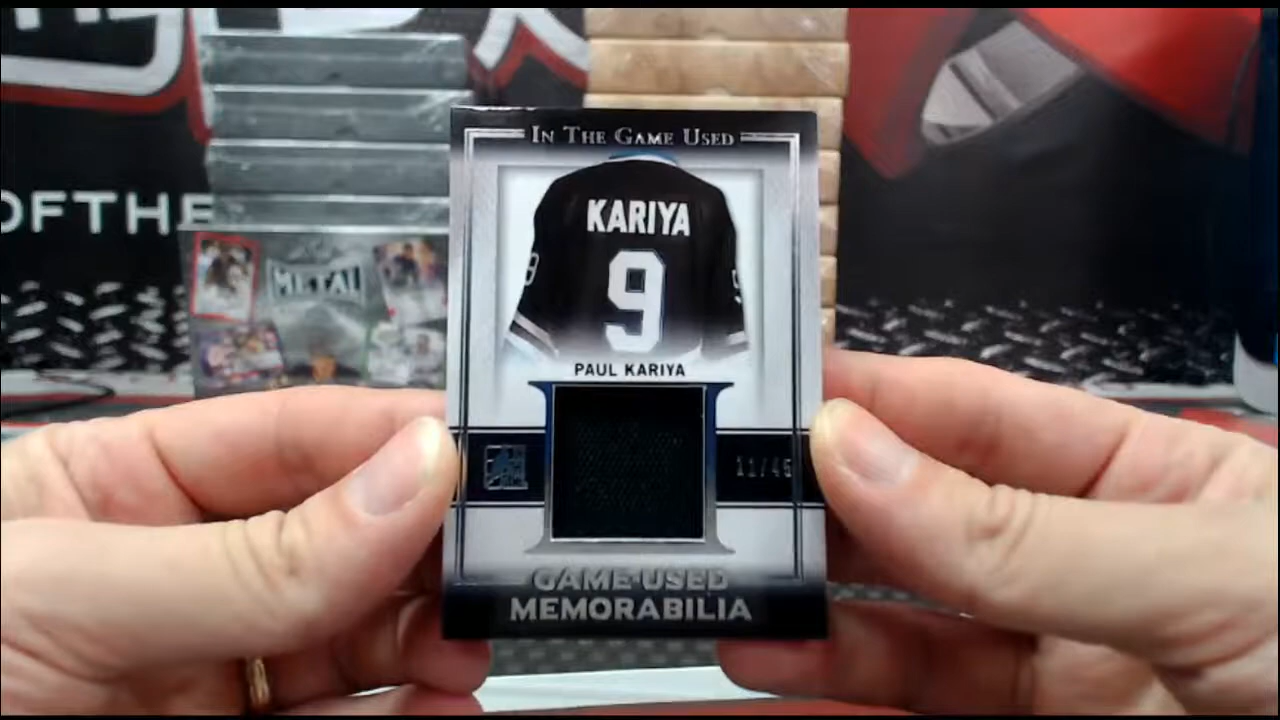 OFTHE
METAL
IN THE GAME USED
KARIYA
9
PAUL KARIYA
11/45
GAME-USED
MEMORABILIA